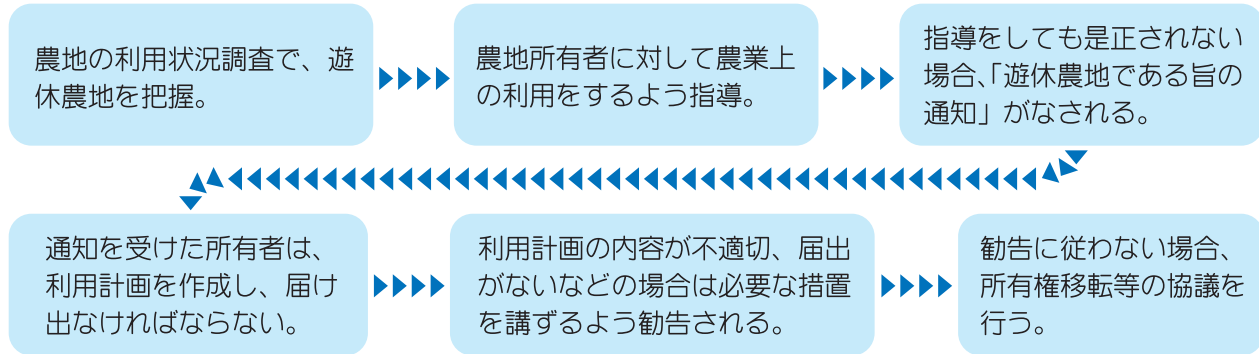 農地の利用状況調査で、遊
休農地を把握。
農地所有者に対して農業上
の利用をするよう指導。
指導をしても是正されない
場合、「遊休農地である旨の
通知」がなされる。
通知を受けた所有者は、
利用計画を作成し、届け
出なければならない。
利用計画の内容が不適切、届出
がないなどの場合は必要な措置
を講ずるよう勧告される。
勧告に従わない場合、
所有権移転等の協議を
行う。